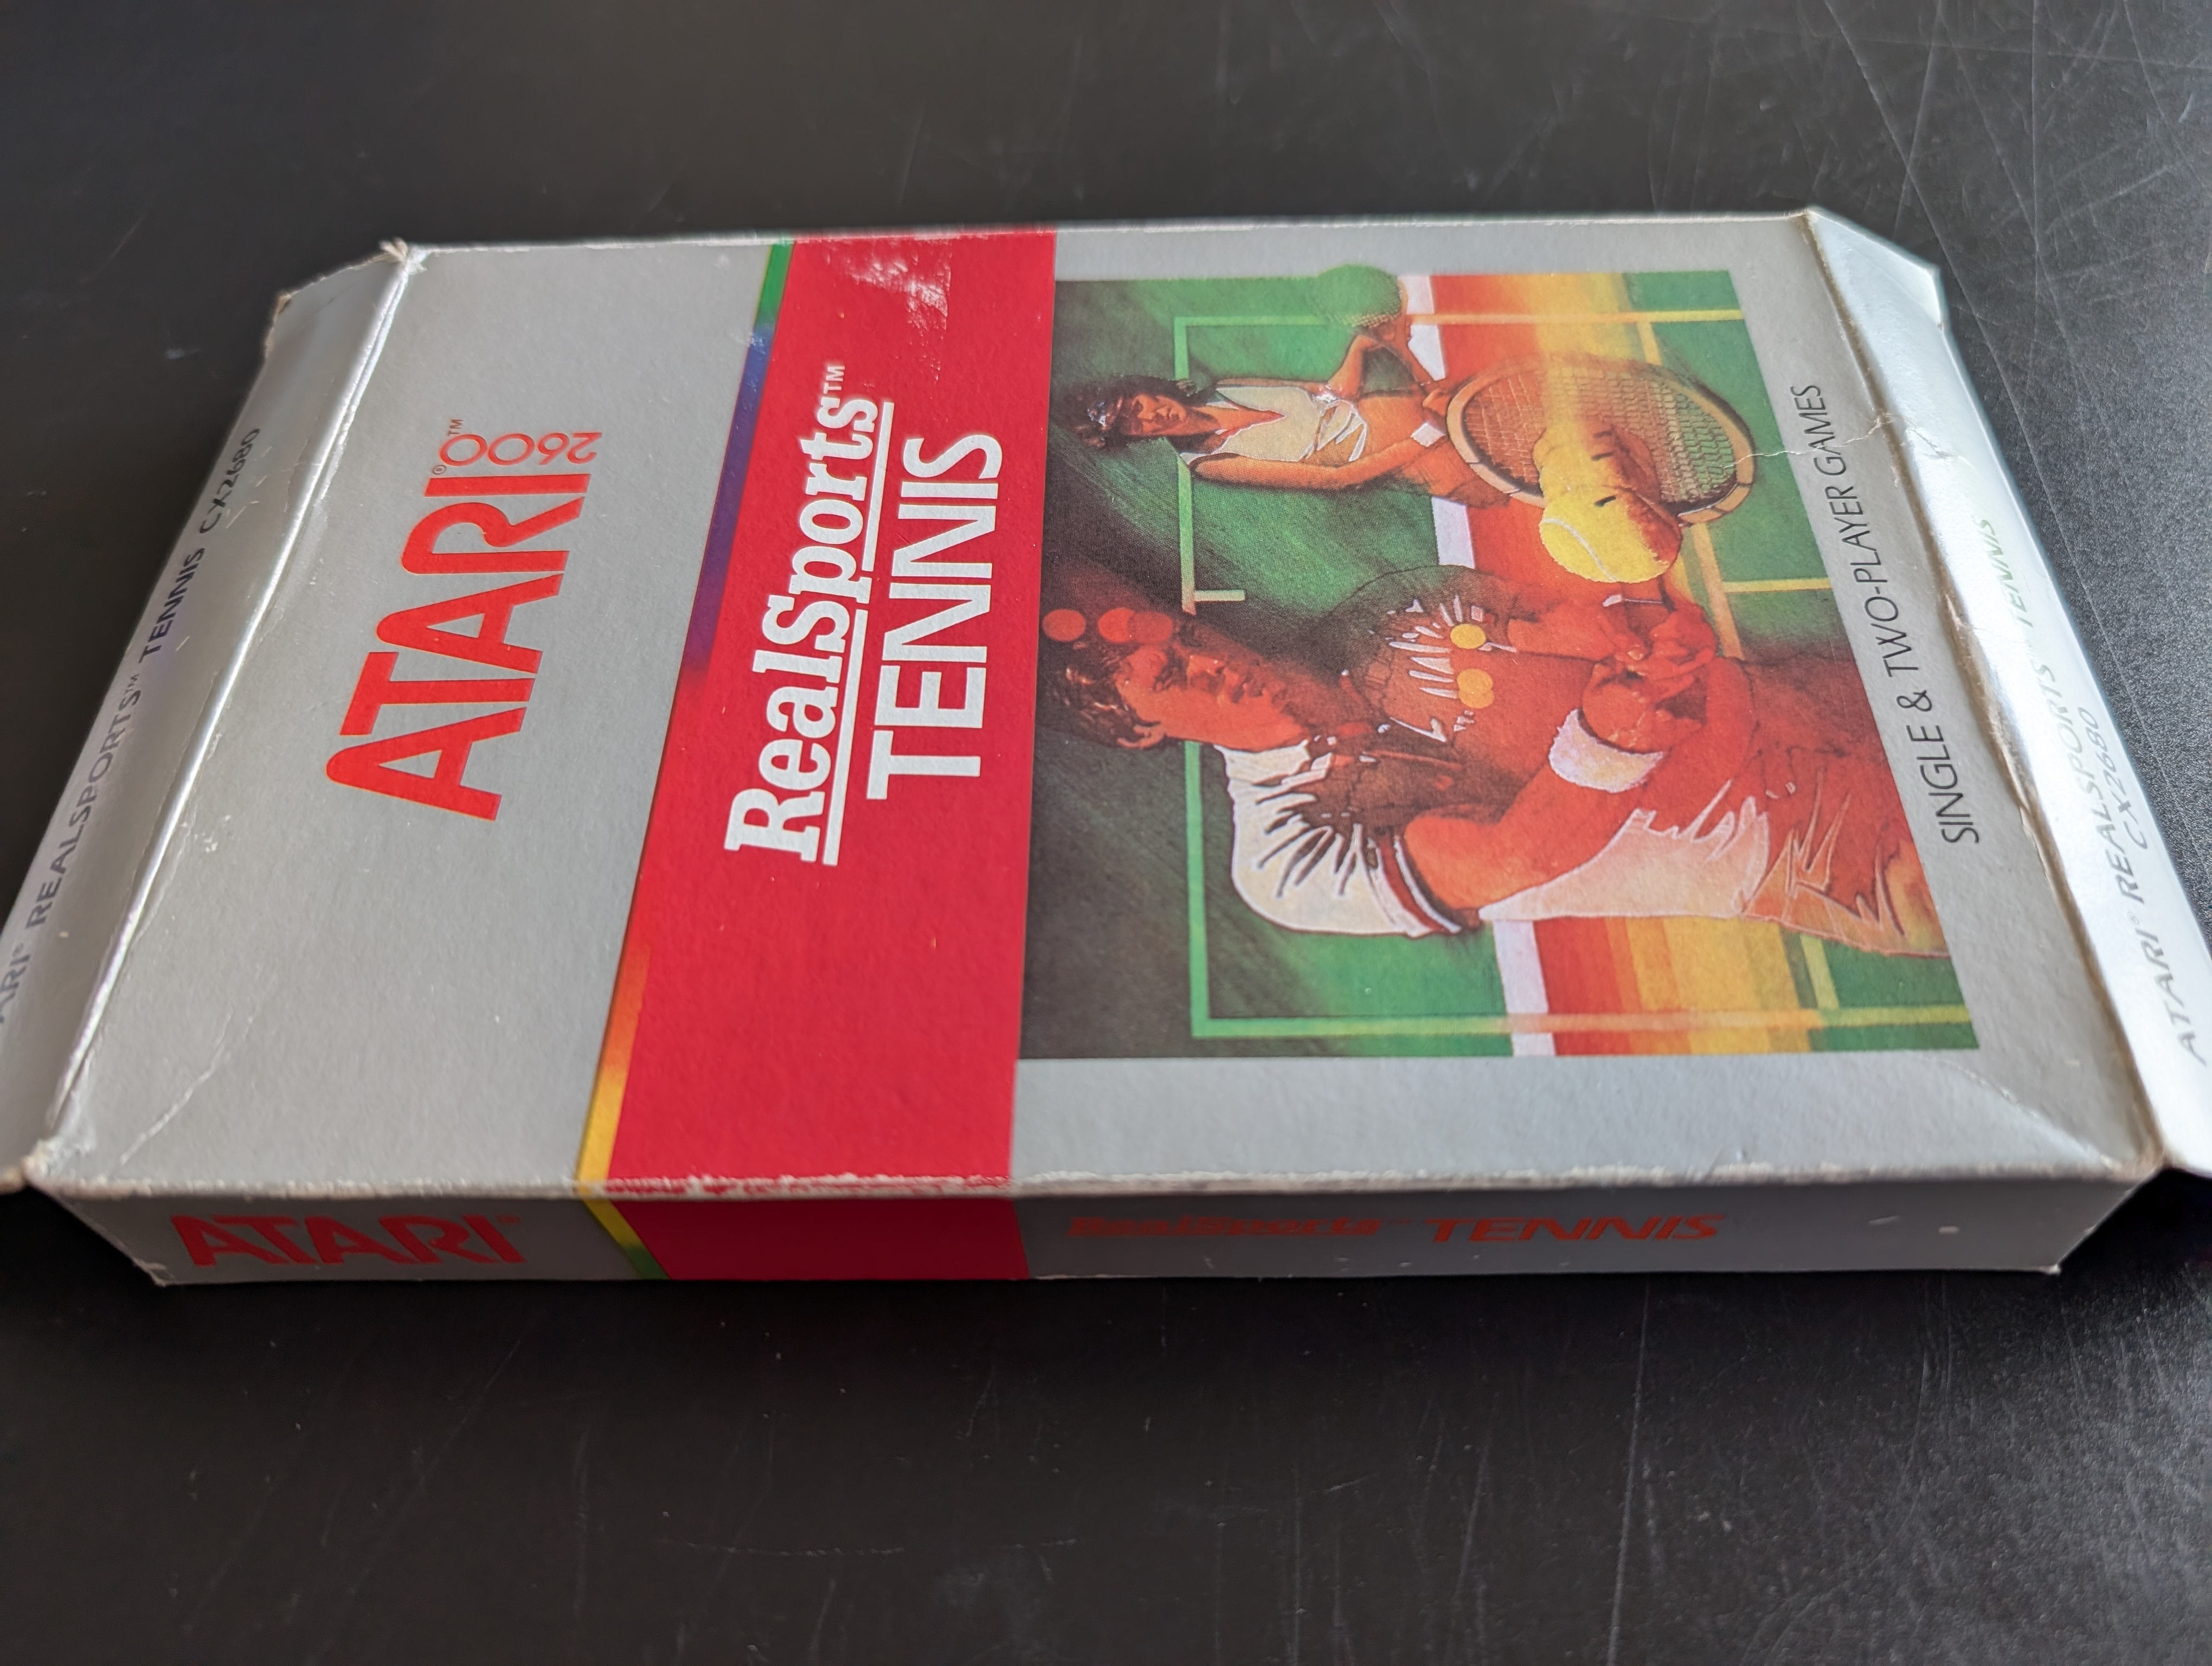 ATARI® 2600™
RealSports™
TENNIS
SINGLE & TWO-PLAYER GAMES
ATARI®
RealSports™ TENNIS
ATARI® REALSPORTS™ TENNIS CX2680
ATARI® REALSPORTS™ TENNIS
CX2680